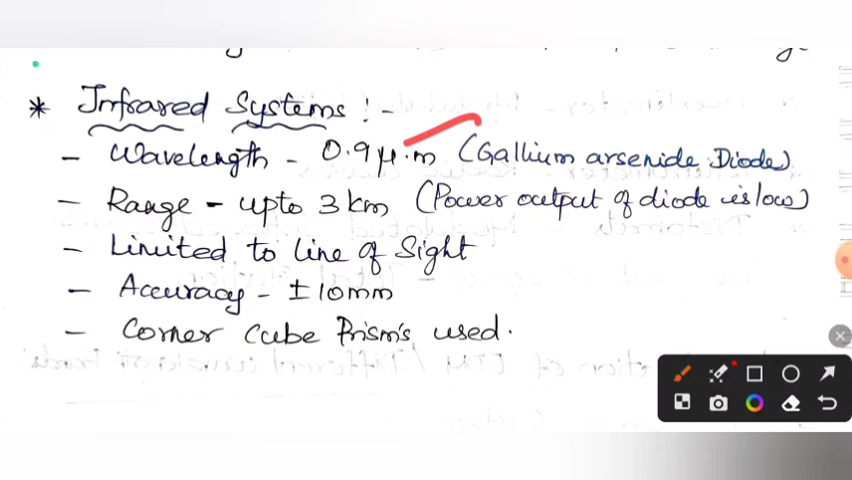 * Infrared Systems :-
- Wavelength - 0.9 μ.m (Gallium arsenide Diode)
- Range - upto 3 km (Power output of diode is low)
- Limited to line of Sight
- Accuracy - ±10mm
- Corner Cube Prism's used.